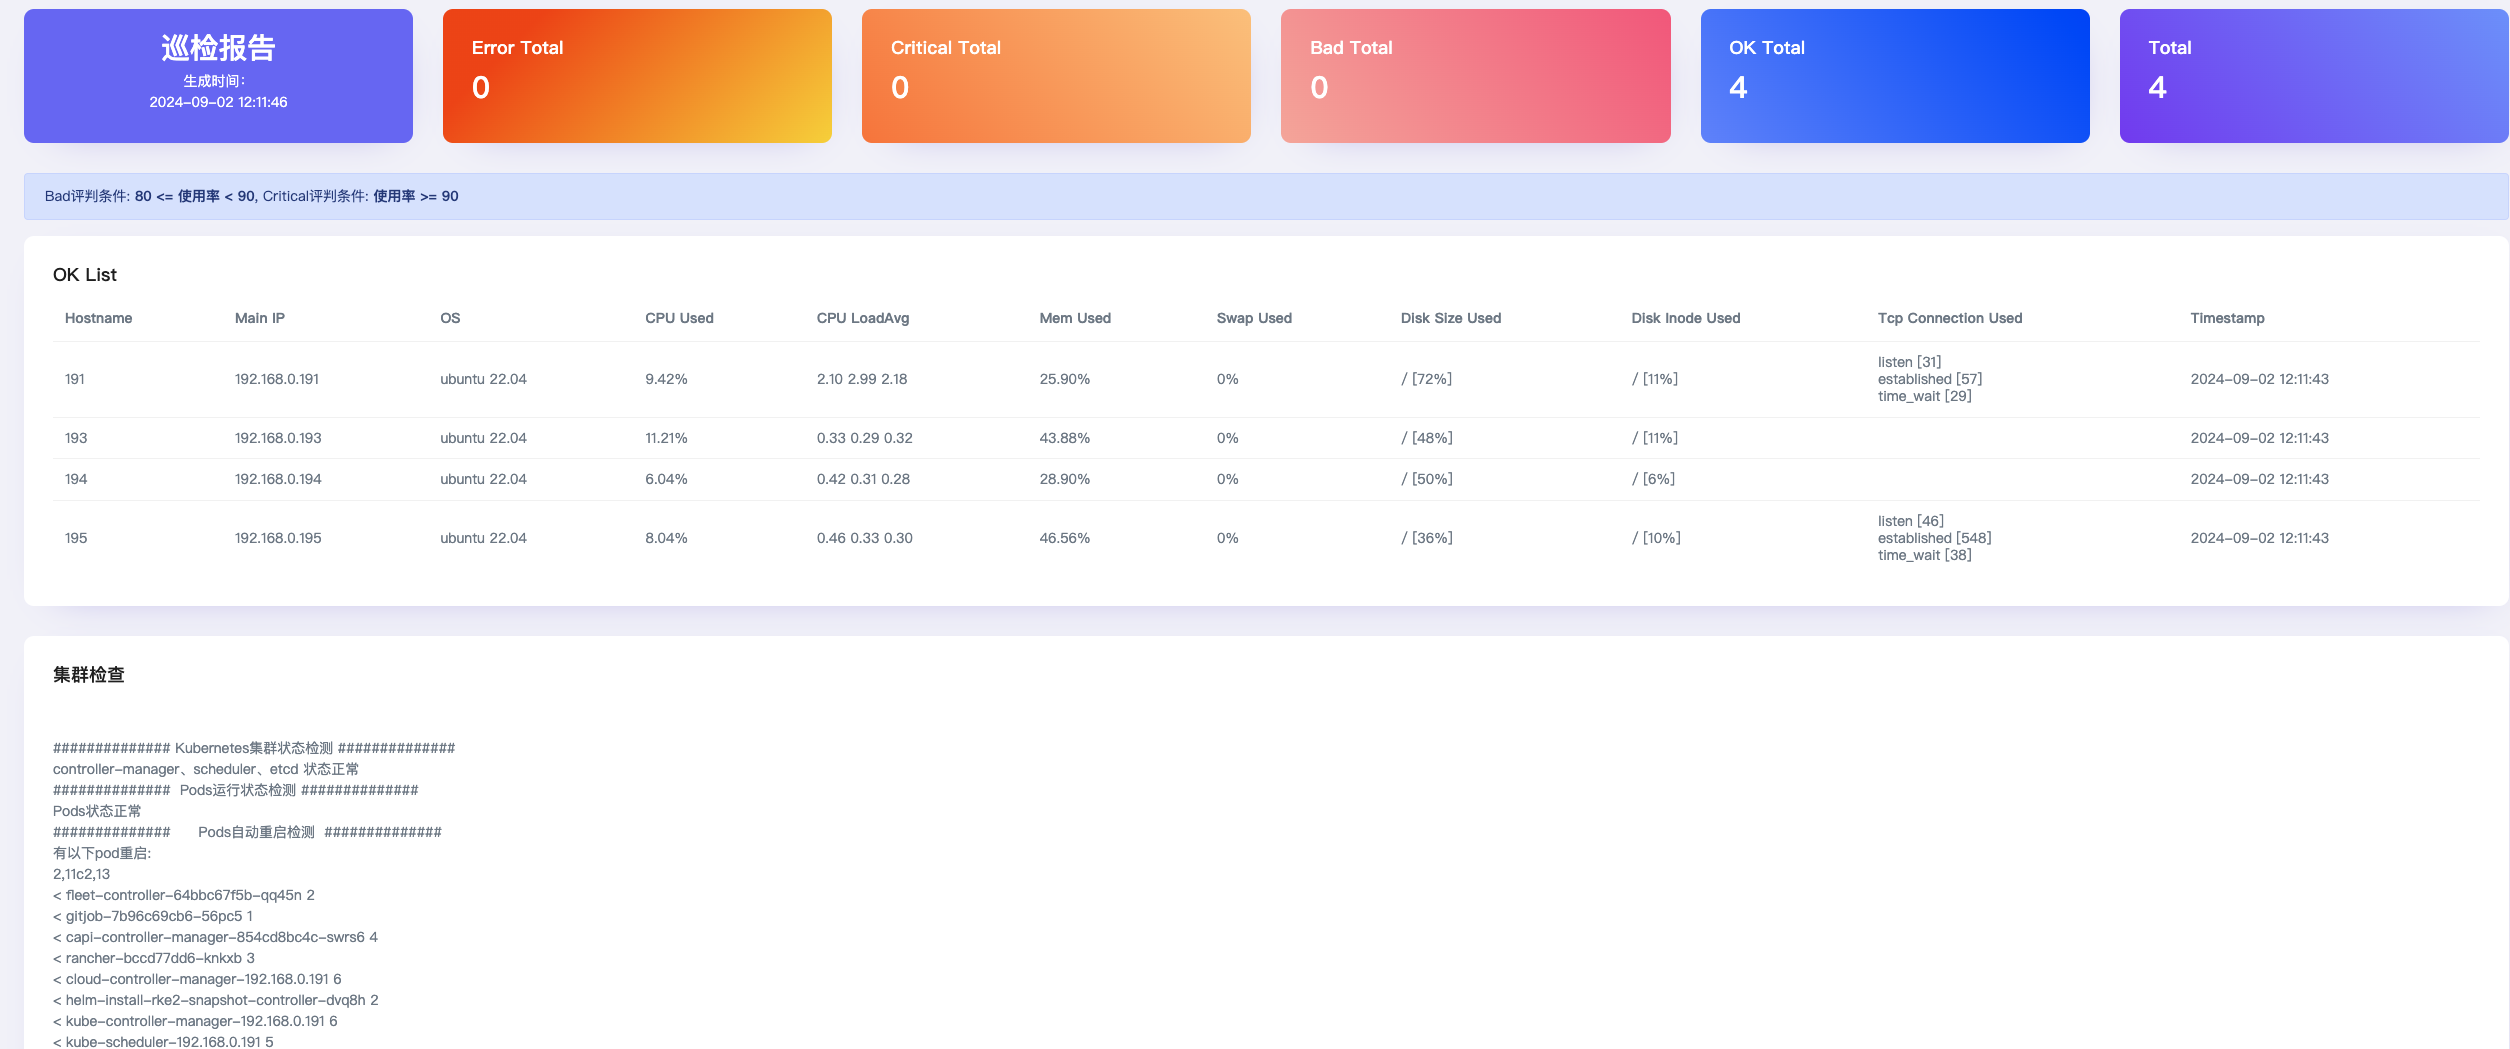 巡检报告
生成时间：
2024-09-02 12:11:46
Error Total
0
Critical Total
0
Bad Total
0
OK Total
4
Total
4
Bad评判条件: 80 <= 使用率 < 90, Critical评判条件: 使用率 >= 90
OK List
Hostname Main IP OS CPU Used CPU LoadAvg Mem Used Swap Used Disk Size Used Disk Inode Used Tcp Connection Used Timestamp
191 192.168.0.191 ubuntu 22.04 9.42% 2.10 2.99 2.18 25.90% 0% / [72%] / [11%] listen [31]
established [57]
time_wait [29] 2024-09-02 12:11:43
193 192.168.0.193 ubuntu 22.04 11.21% 0.33 0.29 0.32 43.88% 0% / [48%] / [11%] 2024-09-02 12:11:43
194 192.168.0.194 ubuntu 22.04 6.04% 0.42 0.31 0.28 28.90% 0% / [50%] / [6%] 2024-09-02 12:11:43
195 192.168.0.195 ubuntu 22.04 8.04% 0.46 0.33 0.30 46.56% 0% / [36%] / [10%] listen [46]
established [548]
time_wait [38] 2024-09-02 12:11:43
集群检查
############## Kubernetes集群状态检测 ##############
controller-manager、scheduler、etcd 状态正常
############## Pods运行状态检测 ##############
Pods状态正常
############## Pods自动重启检测 ##############
有以下pod重启:
2,11c2,13
< fleet-controller-64bbc67f5b-qq45n 2
< gitjob-7b96c69cb6-56pc5 1
< capi-controller-manager-854cd8bc4c-swrs6 4
< rancher-bccd77dd6-knkxb 3
< cloud-controller-manager-192.168.0.191 6
< helm-install-rke2-snapshot-controller-dvq8h 2
< kube-controller-manager-192.168.0.191 6
< kube-scheduler-192.168.0.191 5